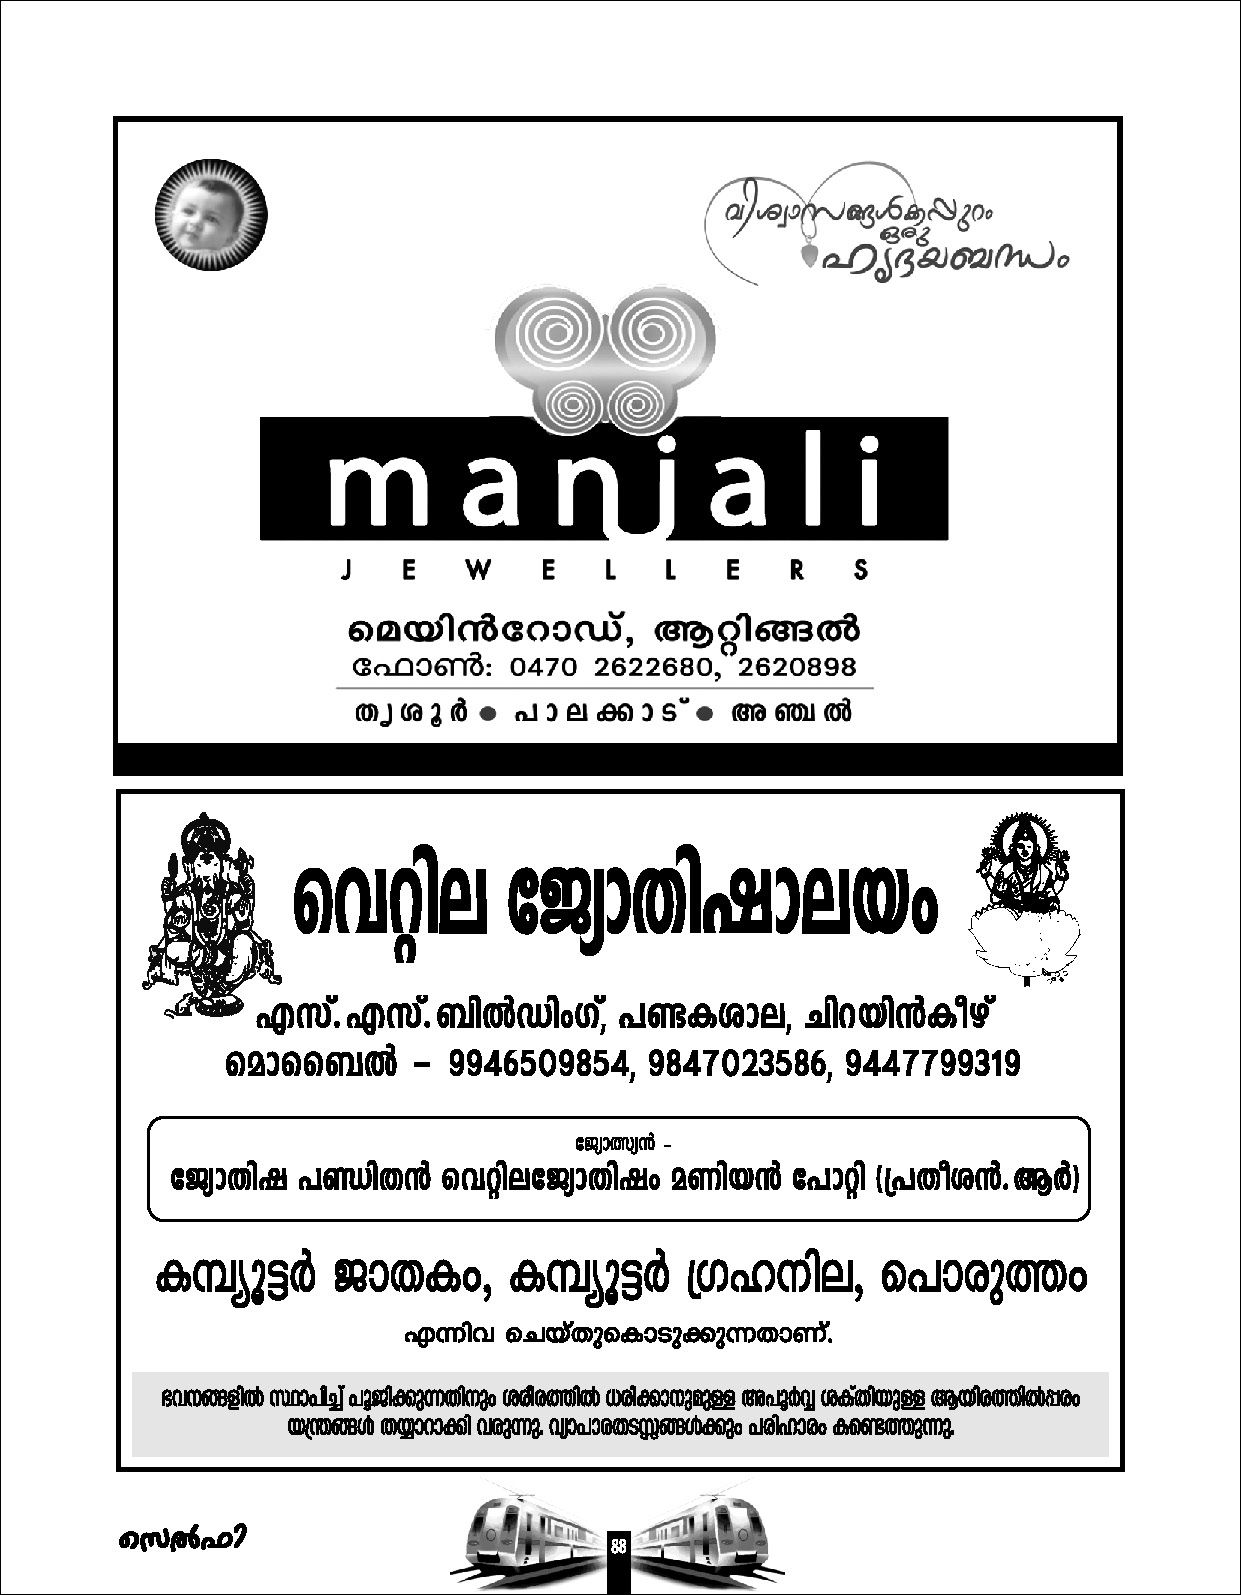 വിശ്വാസങ്ങൾക്കപ്പുറം
ഒരു
ഹൃദയബന്ധം
manjali
JEWELLERS
മെയിൻറോഡ്, ആറ്റിങ്ങൽ
ഫോൺ: 0470 2622680, 2620898
തൃശൂർ ● പാലക്കാട് ● അഞ്ചൽ
വെറ്റില ജ്യോതിഷാലയം
എസ്.എസ്.ബിൽഡിംഗ്, പണ്ടകശാല, ചിറയിൻകീഴ്
മൊബൈൽ – 9946509854, 9847023586, 9447799319
ജ്യോത്സ്യൻ –
ജ്യോതിഷ പണ്ഡിതൻ വെറ്റിലജ്യോതിഷം മണിയൻ പോറ്റി (പ്രതീശൻ.ആർ)
കമ്പ്യൂട്ടർ ജാതകം, കമ്പ്യൂട്ടർ ഗ്രഹനില, പൊരുത്തം
എന്നിവ ചെയ്തുകൊടുക്കുന്നതാണ്.
ഭവനങ്ങളിൽ സ്ഥാപിച്ച് പൂജിക്കുന്നതിനും ശരീരത്തിൽ ധരിക്കാനുമുള്ള അപൂർവ്വ ശക്തിയുള്ള ആയിരത്തിൽപ്പരം
യന്ത്രങ്ങൾ തയ്യാറാക്കി വരുന്നു. വ്യാപാരതടസ്സങ്ങൾക്കും പരിഹാരം കണ്ടെത്തുന്നു.
സെൽഫി
88